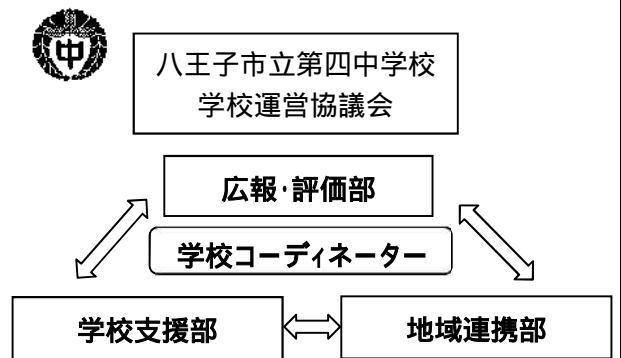 中
八王子市立第四中学校
学校運営協議会
広報・評価部
学校コーディネーター
学校支援部
地域連携部